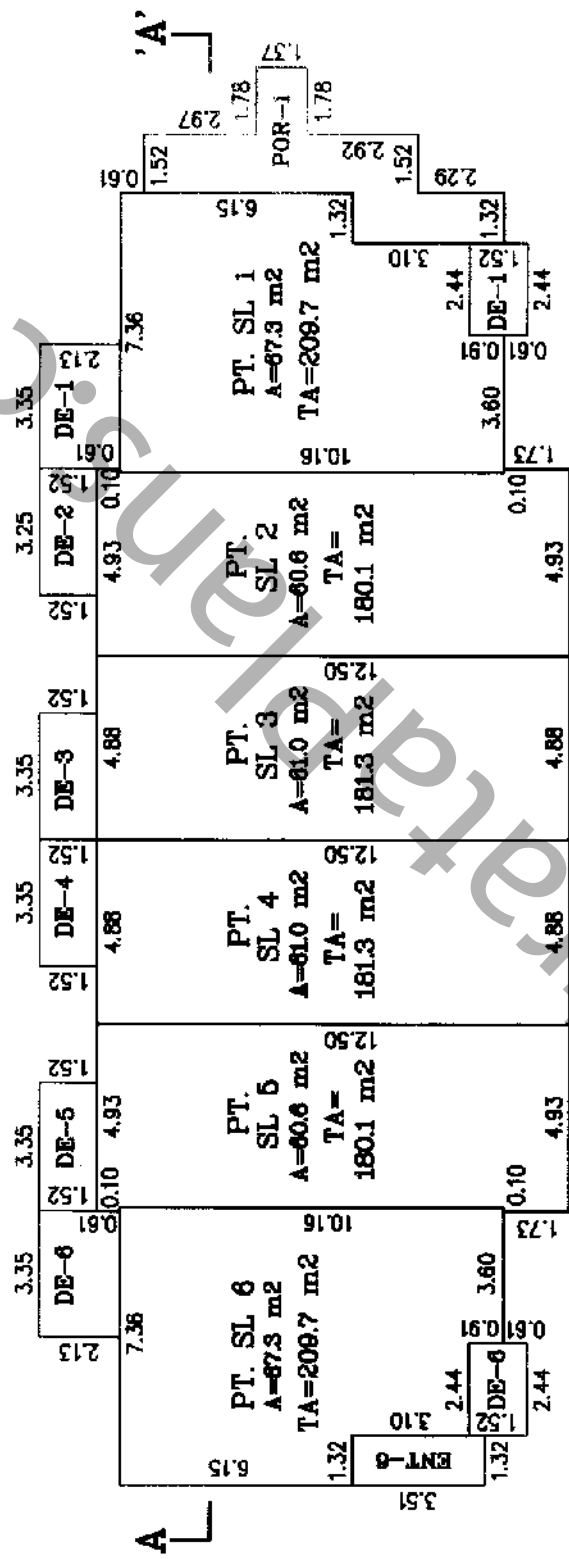 A
'A'
3.35
3.35
3.35
3.35
3.25
3.35
DE-6
DE-5
DE-4
DE-3
DE-2
DE-1
2.13
1.52
1.52
1.52
1.52
1.52
1.52
1.52
2.13
0.61
0.10
0.10
0.61
7.36
4.93
4.88
4.88
4.93
7.36
0.61
1.52
2.97
1.78
1.37
POR-1
1.78
2.92
1.52
2.29
1.32
PT. SL 6
A=67.3 m2
TA=209.7 m2
PT.
SL 5
A=60.6 m2
TA=
180.1 m2
PT.
SL 4
A=61.0 m2
TA=
181.3 m2
PT.
SL 3
A=61.0 m2
TA=
181.3 m2
PT.
SL 2
A=60.6 m2
TA=
180.1 m2
PT. SL 1
A=67.3 m2
TA=209.7 m2
6.15
10.16
12.50
12.50
12.50
10.16
6.15
1.32
1.32
3.10
3.10
ENT-6
3.51
1.32
2.44
DE-6
1.52
2.44
0.91
0.61
3.60
0.10
1.73
4.93
4.88
4.88
4.93
0.10
1.73
3.60
0.91
0.61
2.44
1.52
DE-1
2.44
rataplans.c